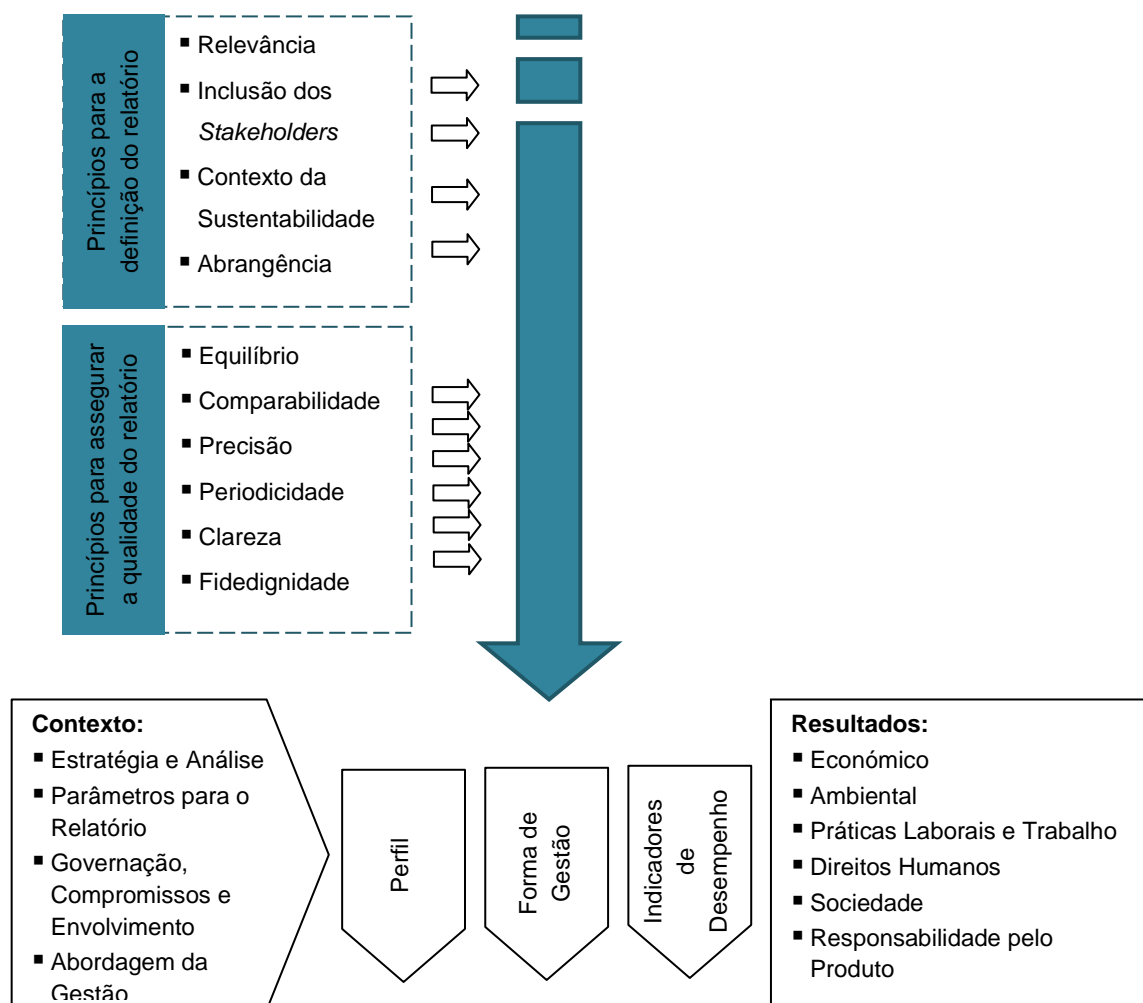 Princípios para a
definição do relatório
▪ Relevância
▪ Inclusão dos
Stakeholders
▪ Contexto da
Sustentabilidade
▪ Abrangência
Princípios para assegurar
a qualidade do relatório
▪ Equilíbrio
▪ Comparabilidade
▪ Precisão
▪ Periodicidade
▪ Clareza
▪ Fidedignidade
Contexto:
▪ Estratégia e Análise
▪ Parâmetros para o
Relatório
▪ Governação,
Compromissos e
Envolvimento
▪ Abordagem da
Gestão
Perfil
Forma de
Gestão
Indicadores
de
Desempenho
Resultados:
▪ Económico
▪ Ambiental
▪ Práticas Laborais e Trabalho
▪ Direitos Humanos
▪ Sociedade
▪ Responsabilidade pelo
Produto